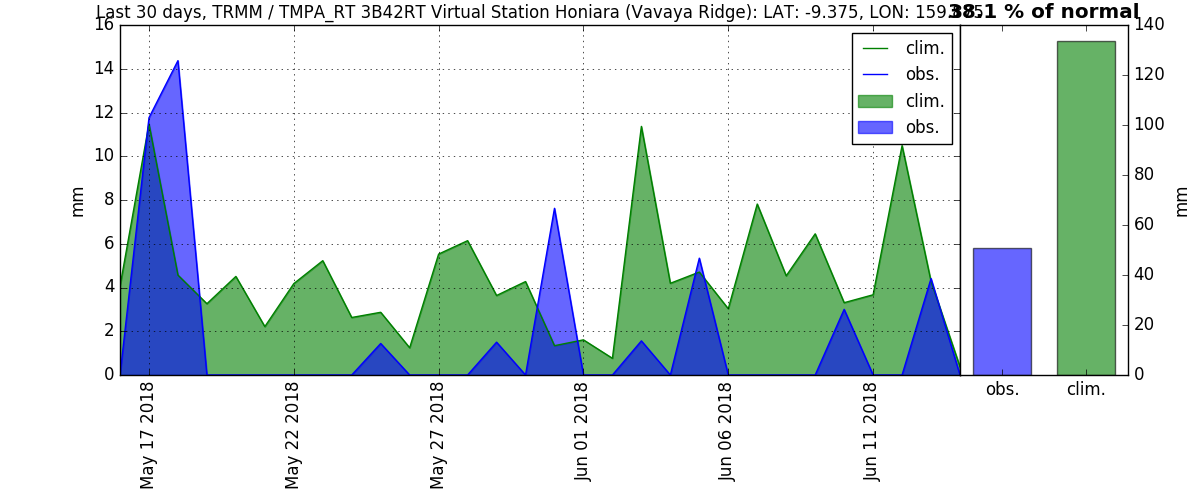 Last 30 days, TRMM / TMPA_RT 3B42RT Virtual Station Honiara (Vavaya Ridge): LAT: -9.375, LON:
38.1 % of normal
16
14
12
10
8
6
4
2
0
mm
clim.
obs.
clim.
obs.
May 17 2018
May 22 2018
May 27 2018
Jun 01 2018
Jun 06 2018
Jun 11 2018
140
120
100
80
60
40
20
0
mm
obs.
clim.